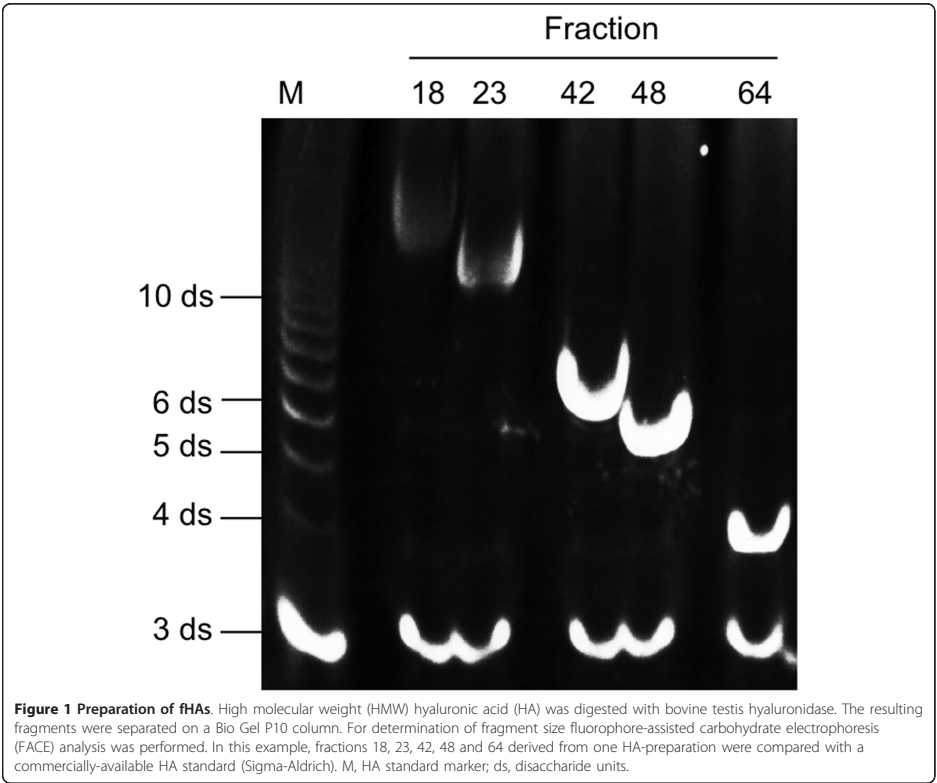 Fraction
M 18 23 42 48 64
10 ds
6 ds
5 ds
4 ds
3 ds
Figure 1 Preparation of fHAs. High molecular weight (HMW) hyaluronic acid (HA) was digested with bovine testis hyaluronidase. The resulting
fragments were separated on a Bio Gel P10 column. For determination of fragment size fluorophore-assisted carbohydrate electrophoresis
(FACE) analysis was performed. In this example, fractions 18, 23, 42, 48 and 64 derived from one HA-preparation were compared with a
commercially-available HA standard (Sigma-Aldrich). M, HA standard marker; ds, disaccharide units.